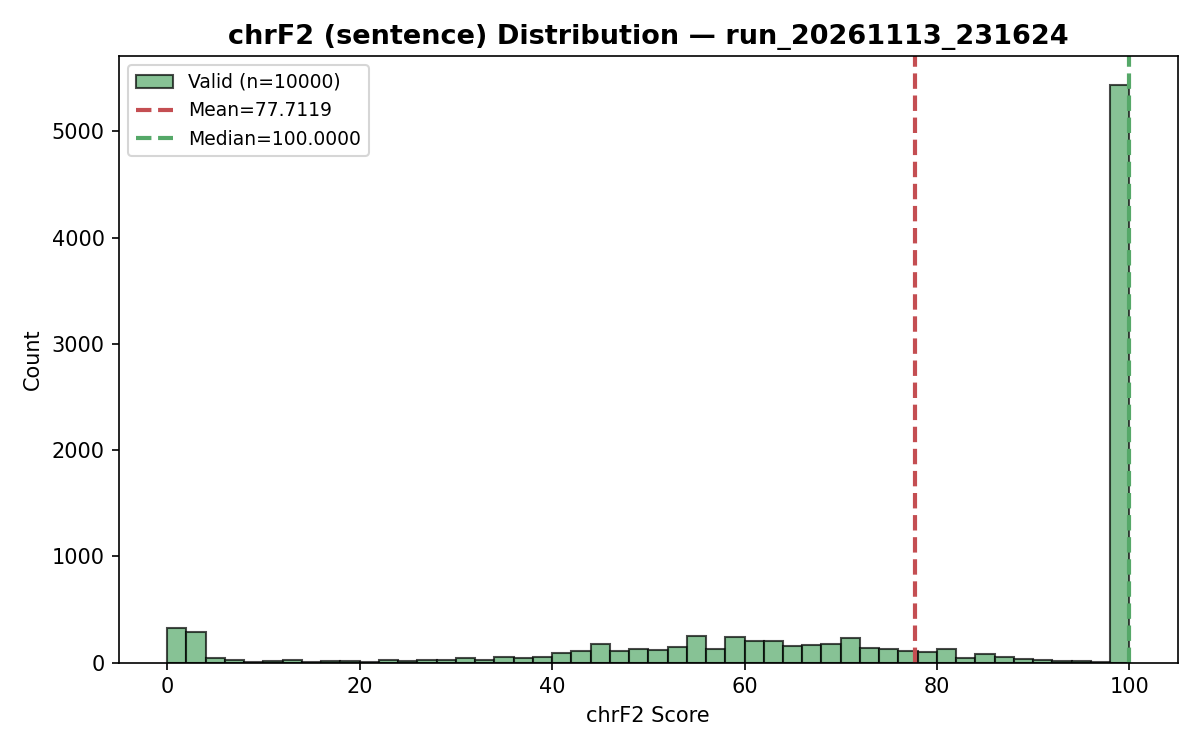 chrF2 (sentence) Distribution — run_20261113_231624
Valid (n=10000)
Mean=77.7119
Median=100.0000
Count
5000
4000
3000
2000
1000
0
0 20 40 60 80 100
chrF2 Score